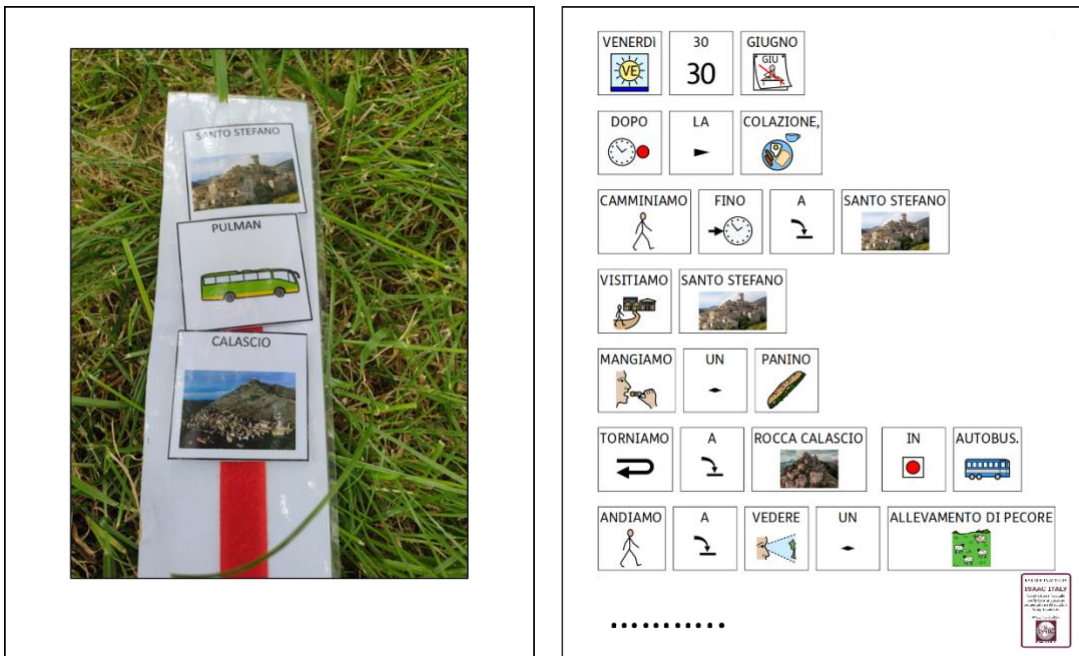 SANTO STEFANO
PULMAN
CALASCIO
VENERDÌ 30 GIUGNO
VE 30 GIU
DOPO LA COLAZIONE,
CAMMINIAMO FINO A SANTO STEFANO
VISITIAMO SANTO STEFANO
MANGIAMO UN PANINO
TORNIAMO A ROCCA CALASCIO IN AUTOBUS.
ANDIAMO A VEDERE UN ALLEVAMENTO DI PECORE
ISAAC ITALY
...........